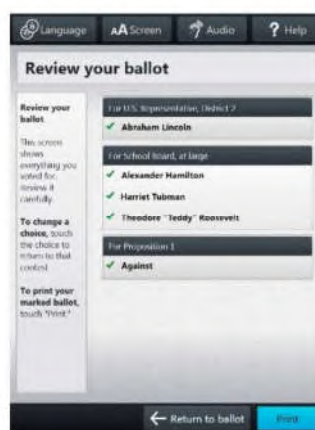 Language
AA Screen
Audio
? Help
Review your ballot
Review your
ballot
This screen
shows
everything you
voted for.
Review it
carefully.
To change a
choice, touch
the choice to
return to that
contest
To print your
marked ballot,
touch "Print."
For U.S. Representative, District 2
Abraham Lincoln
For School Board, at large
Alexander Hamilton
Harriet Tubman
Theodore "Teddy" Roosevelt
For Proposition 1
Against
Return to ballot
Print